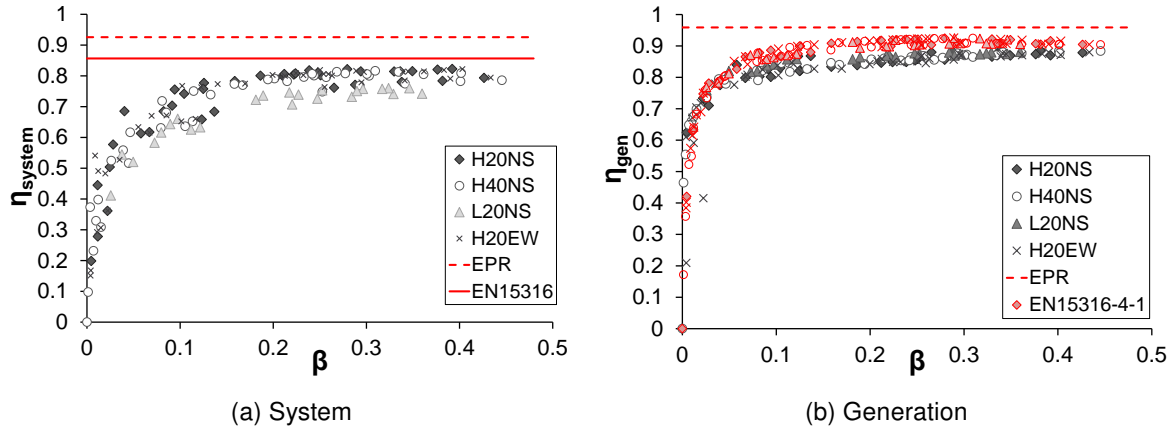 1
0.9
0.8
0.7
0.6
0.5
0.4
0.3
0.2
0.1
0
ηsystem
0 0.1 0.2 0.3 0.4 0.5
β
H20NS
H40NS
L20NS
H20EW
EPR
EN15316
(a) System
1
0.9
0.8
0.7
0.6
0.5
0.4
0.3
0.2
0.1
0
ηgen
0 0.1 0.2 0.3 0.4 0.5
β
H20NS
H40NS
L20NS
H20EW
EPR
EN15316-4-1
(b) Generation